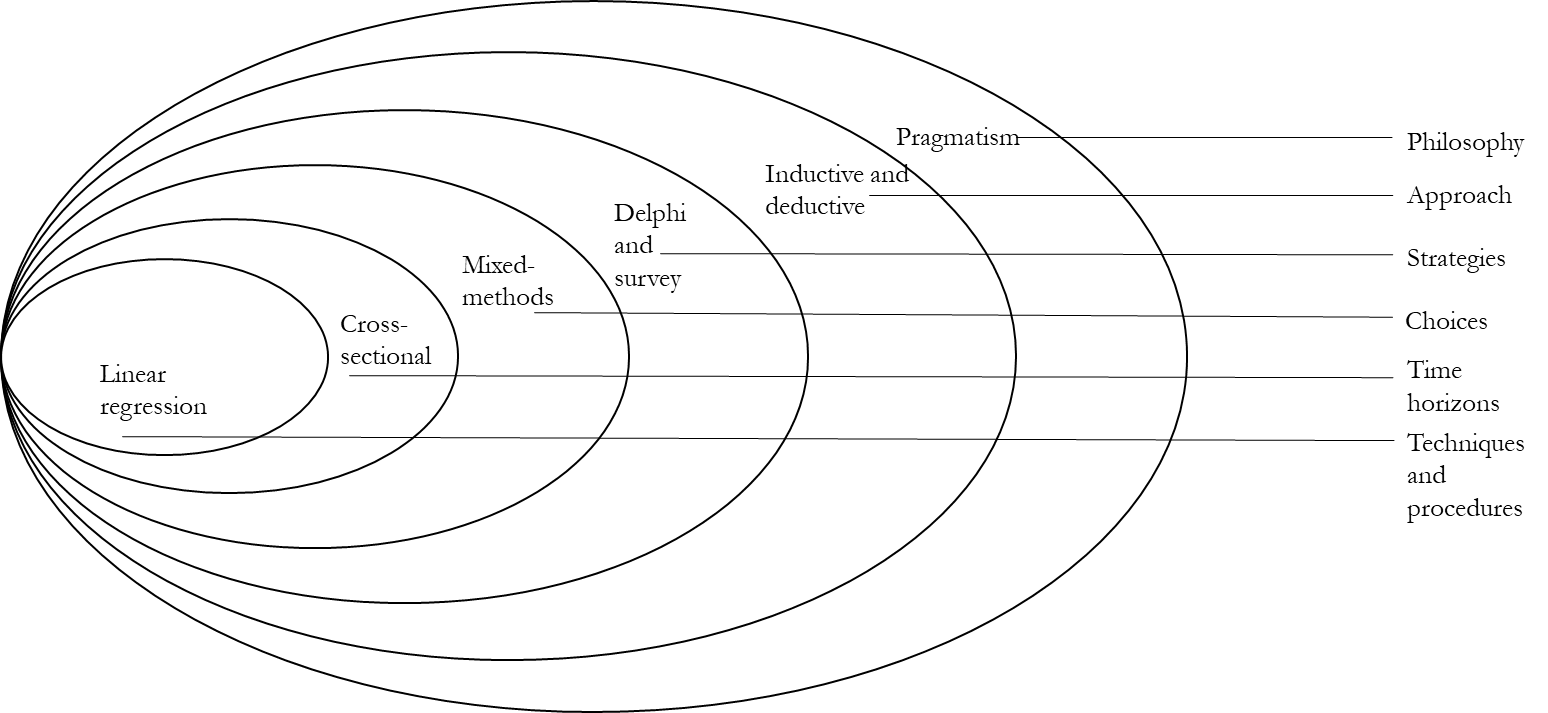 Pragmatism
Philosophy
Inductive and
deductive
Approach
Delphi
and
survey
Strategies
Mixed-
methods
Choices
Cross-
sectional
Time
horizons
Linear
regression
Techniques
and
procedures